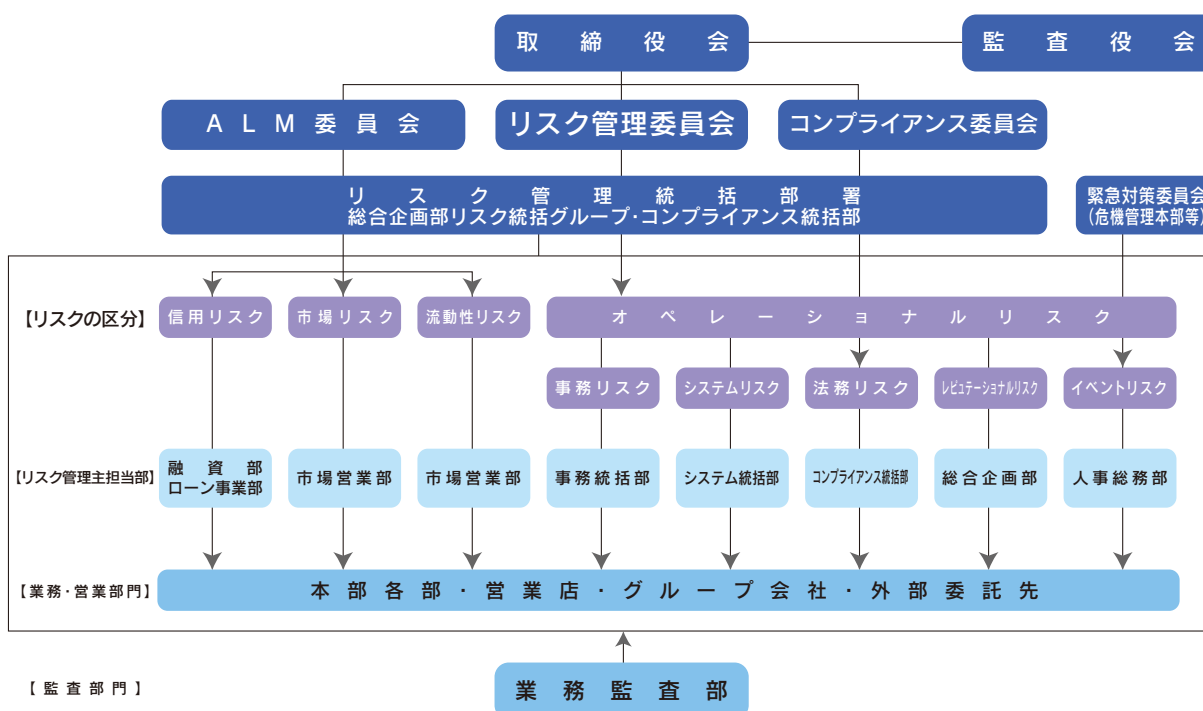 取締役会
監査役会
ALM委員会
リスク管理委員会
コンプライアンス委員会
リスク管理統括部署
総合企画部リスク統括グループ・コンプライアンス統括部
緊急対策委員会
(危機管理本部等)
【リスクの区分】
信用リスク
市場リスク
流動性リスク
オペレーショナルリスク
事務リスク
システムリスク
法務リスク
レピュテーショナルリスク
イベントリスク
【リスク管理主担当部】
融資部
ローン事業部
市場営業部
市場営業部
事務統括部
システム統括部
コンプライアンス統括部
総合企画部
人事総務部
【業務・営業部門】
本部各部・営業店・グループ会社・外部委託先
【監査部門】
業務監査部